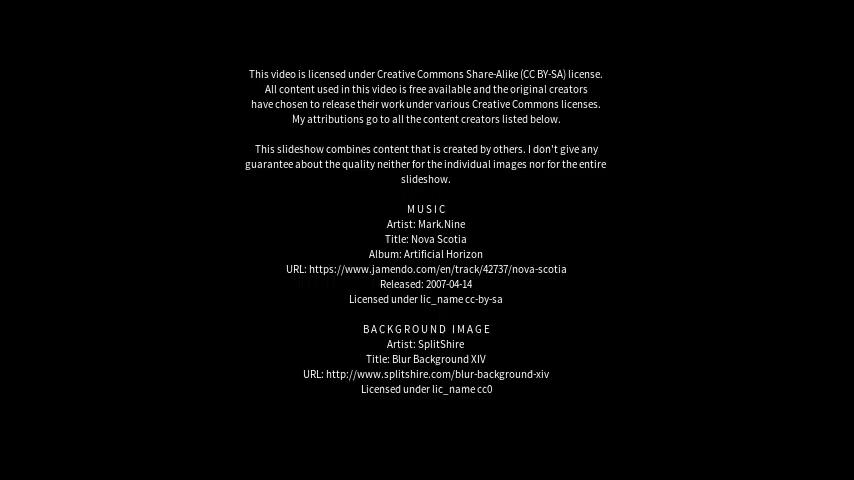 This video is licensed under Creative Commons Share-Alike (CC BY-SA) license.
All content used in this video is free available and the original creators
have chosen to release their work under various Creative Commons licenses.
My attributions go to all the content creators listed below.
This slideshow combines content that is created by others. I don't give any
guarantee about the quality neither for the individual images nor for the entire
slideshow.
MUSIC
Artist: Mark.Nine
Title: Nova Scotia
Album: Artificial Horizon
URL: https://www.jamendo.com/en/track/42737/nova-scotia
Released: 2007-04-14
Licensed under lic_name cc-by-sa
BACKGROUND IMAGE
Artist: SplitShire
Title: Blur Background XIV
URL: http://www.splitshire.com/blur-background-xiv
Licensed under lic_name cc0